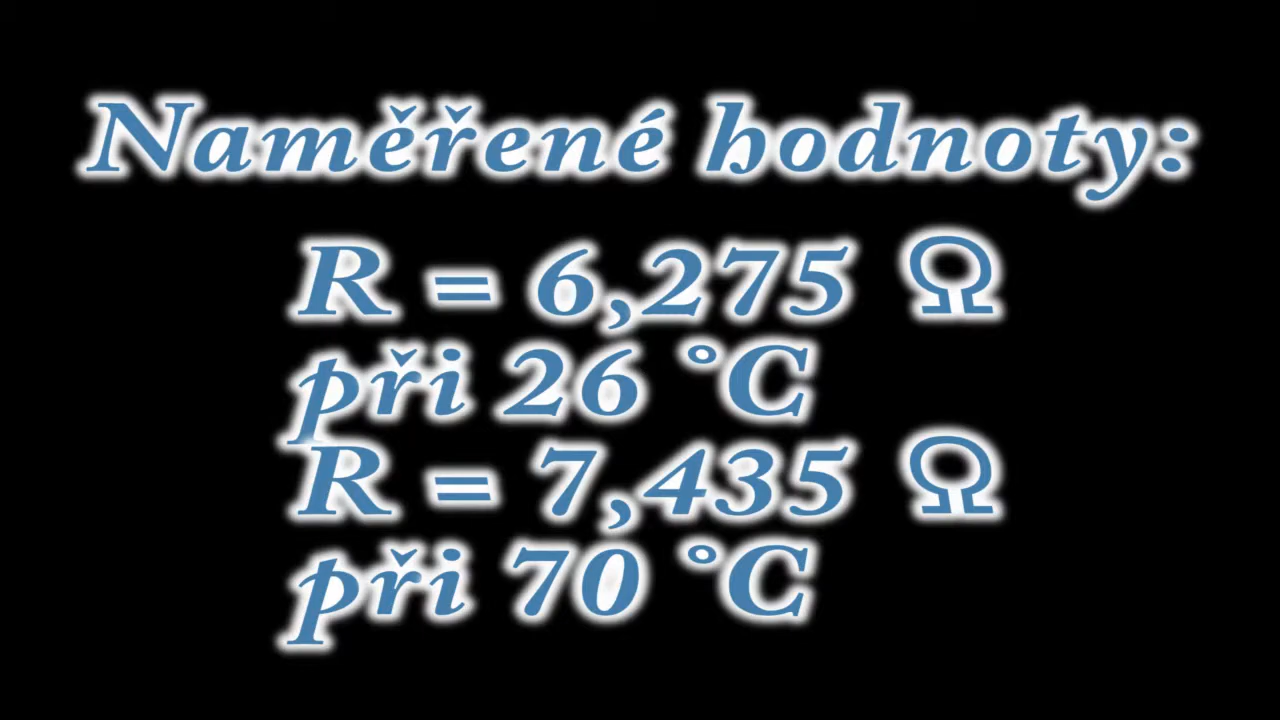 Naměřené hodnoty:
R = 6,275 Ω
při 26 °C
R = 7,435 Ω
při 70 °C